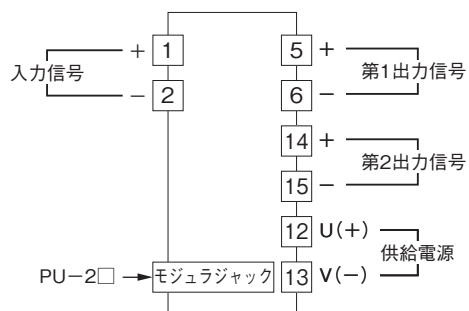 入力信号
+ 1
− 2
5 +
6 −
第1出力信号
14 +
15 −
第2出力信号
12 U(+)
13 V(−)
供給電源
PU−2□
モジュラジャック